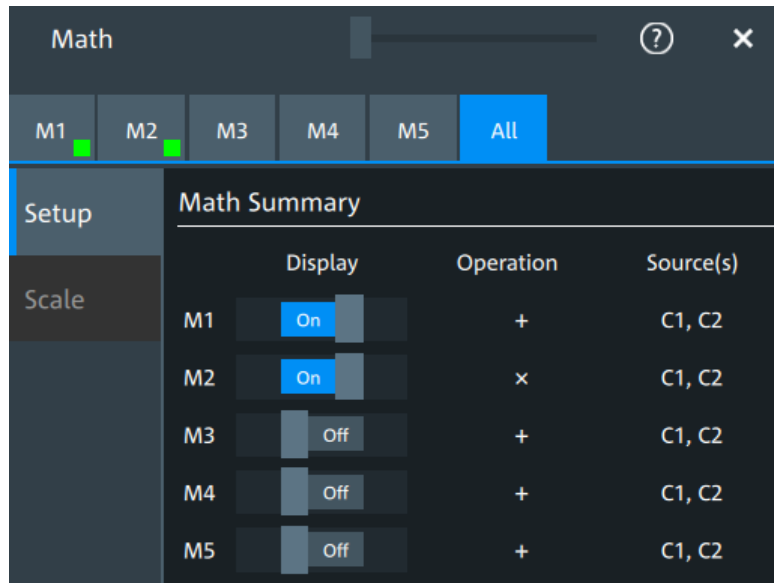 Math ? ×
M1 M2 M3 M4 M5 All
Setup
Scale
Math Summary
Display Operation Source(s)
M1 On + C1, C2
M2 On × C1, C2
M3 Off + C1, C2
M4 Off + C1, C2
M5 Off + C1, C2